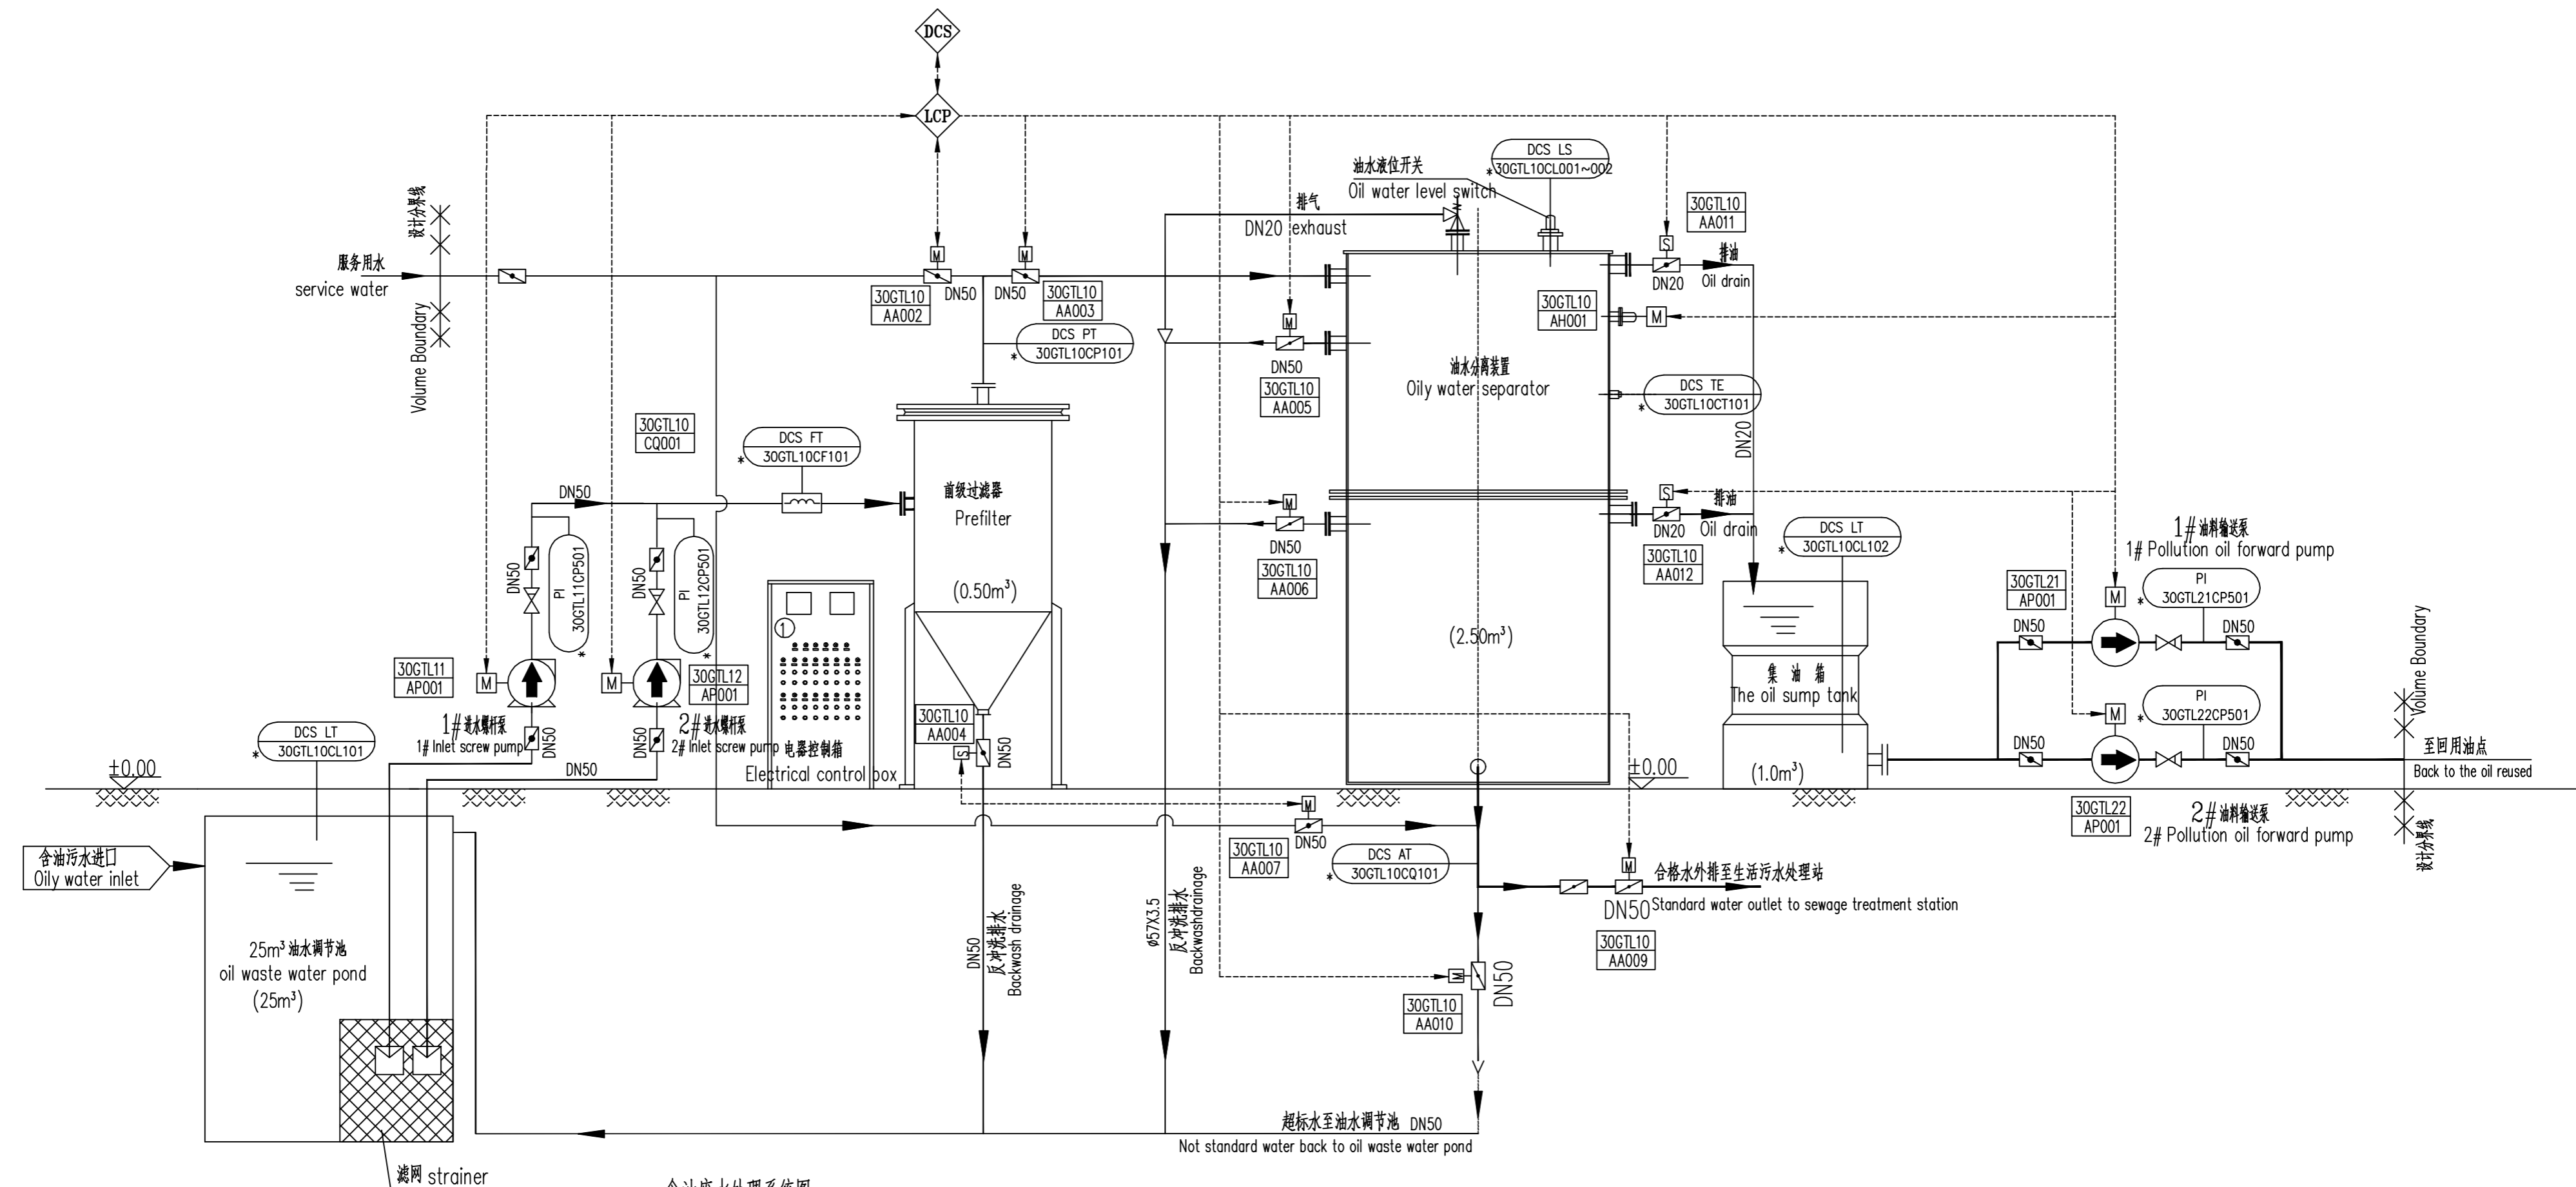 DCS
LCP
设计分界线
Volume Boundary
服务用水
service water
30GTL10
AA002
DN50
DN50
30GTL10
AA003
DCS PT
*30GTL10CP101
排气
DN20 exhaust
油水液位开关
Oil water level switch
DCS LS
*30GTL10CL001~002
30GTL10
AA011
M
M
M
S
排油
Oil drain
DN20
30GTL10
AH001
M
DN50
30GTL10
AA005
油水分离装置
Oily water separator
DCS TE
*30GTL10CT101
DN20
30GTL10
CQ001
DCS FT
*30GTL10CF101
DN50
前级过滤器
Prefilter
(0.50m³)
M
DN50
30GTL10
AA006
S
排油
Oil drain
DN20
30GTL10
AA012
DCS LT
*30GTL10CL102
DN50
PI
30GTL11CP501
*
DN50
PI
30GTL12CP501
*
1
(2.50m³)
1#油料输送泵
1# Pollution oil forward pump
30GTL21
AP001
M
PI
*30GTL21CP501
DN50
DN50
30GTL11
AP001
M
M
30GTL12
AP001
1#进水螺杆泵
1# Inlet screw pump
DN50
2#进水螺杆泵
2# Inlet screw pump
DN50
DN50
电器控制箱
Electrical control box
30GTL10
AA004
S
DN50
集油箱
The oil sump tank
(1.0m³)
M
PI
*30GTL22CP501
DN50
DN50
Volume Boundary
至回用油点
Back to the oil reused
30GTL22
AP001
2#油料输送泵
2# Pollution oil forward pump
设计分界线
DCS LT
*30GTL10CL101
±0.00
±0.00
M
DN50
30GTL10
AA007
DCS AT
*30GTL10CQ101
M
合格水外排至生活污水处理站
DN50
Standard water outlet to sewage treatment station
30GTL10
AA009
含油污水进口
Oily water inlet
25m³油水调节池
oil waste water pond
(25m³)
DN50
反冲洗排水
Backwash drainage
ø57X3.5
反冲洗排水
Backwashdrainage
M
DN50
30GTL10
AA010
超标水至油水调节池 DN50
Not standard water back to oil waste water pond
滤网 strainer